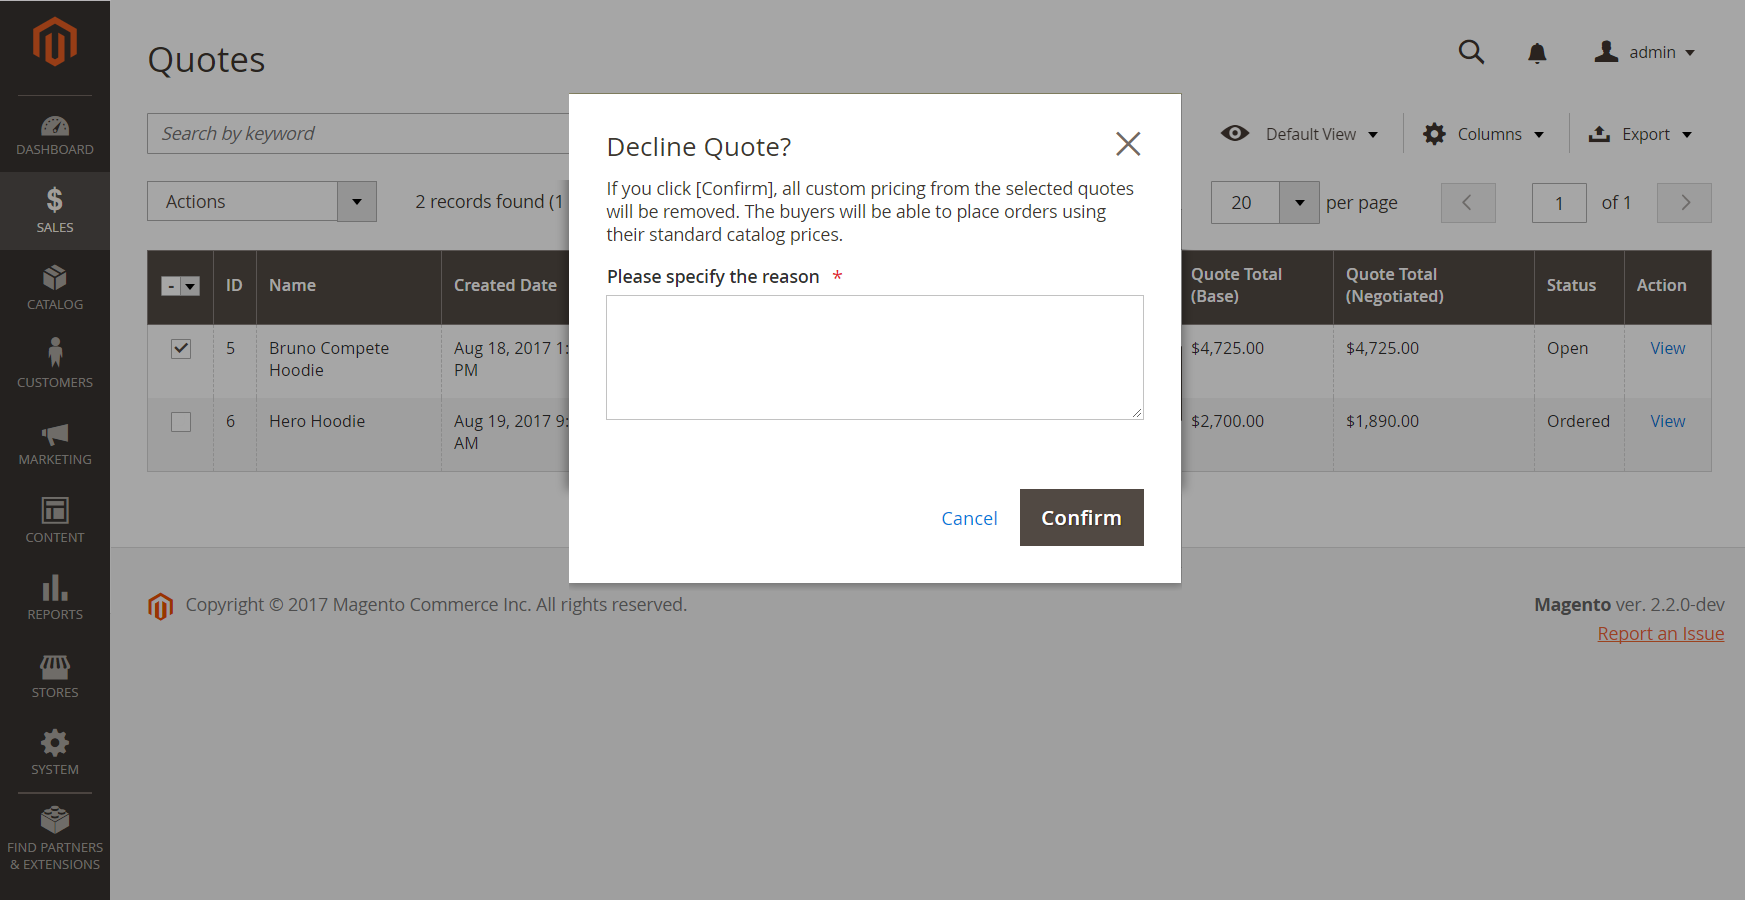 Quotes
admin
Search by keyword
Default View
Columns
Export
Actions
2 records found (1
20
per page
1
of 1
DASHBOARD
SALES
CATALOG
CUSTOMERS
MARKETING
CONTENT
REPORTS
STORES
SYSTEM
FIND PARTNERS
& EXTENSIONS
Decline Quote?
If you click [Confirm], all custom pricing from the selected quotes
will be removed. The buyers will be able to place orders using
their standard catalog prices.
Please specify the reason *
Cancel
Confirm
- ID Name Created Date Quote Total (Base) Quote Total (Negotiated) Status Action
5 Bruno Compete Aug 18, 2017 1: $4,725.00 $4,725.00 Open View
Hoodie PM
6 Hero Hoodie Aug 19, 2017 9: $2,700.00 $1,890.00 Ordered View
AM
Copyright © 2017 Magento Commerce Inc. All rights reserved.
Magento ver. 2.2.0-dev
Report an Issue